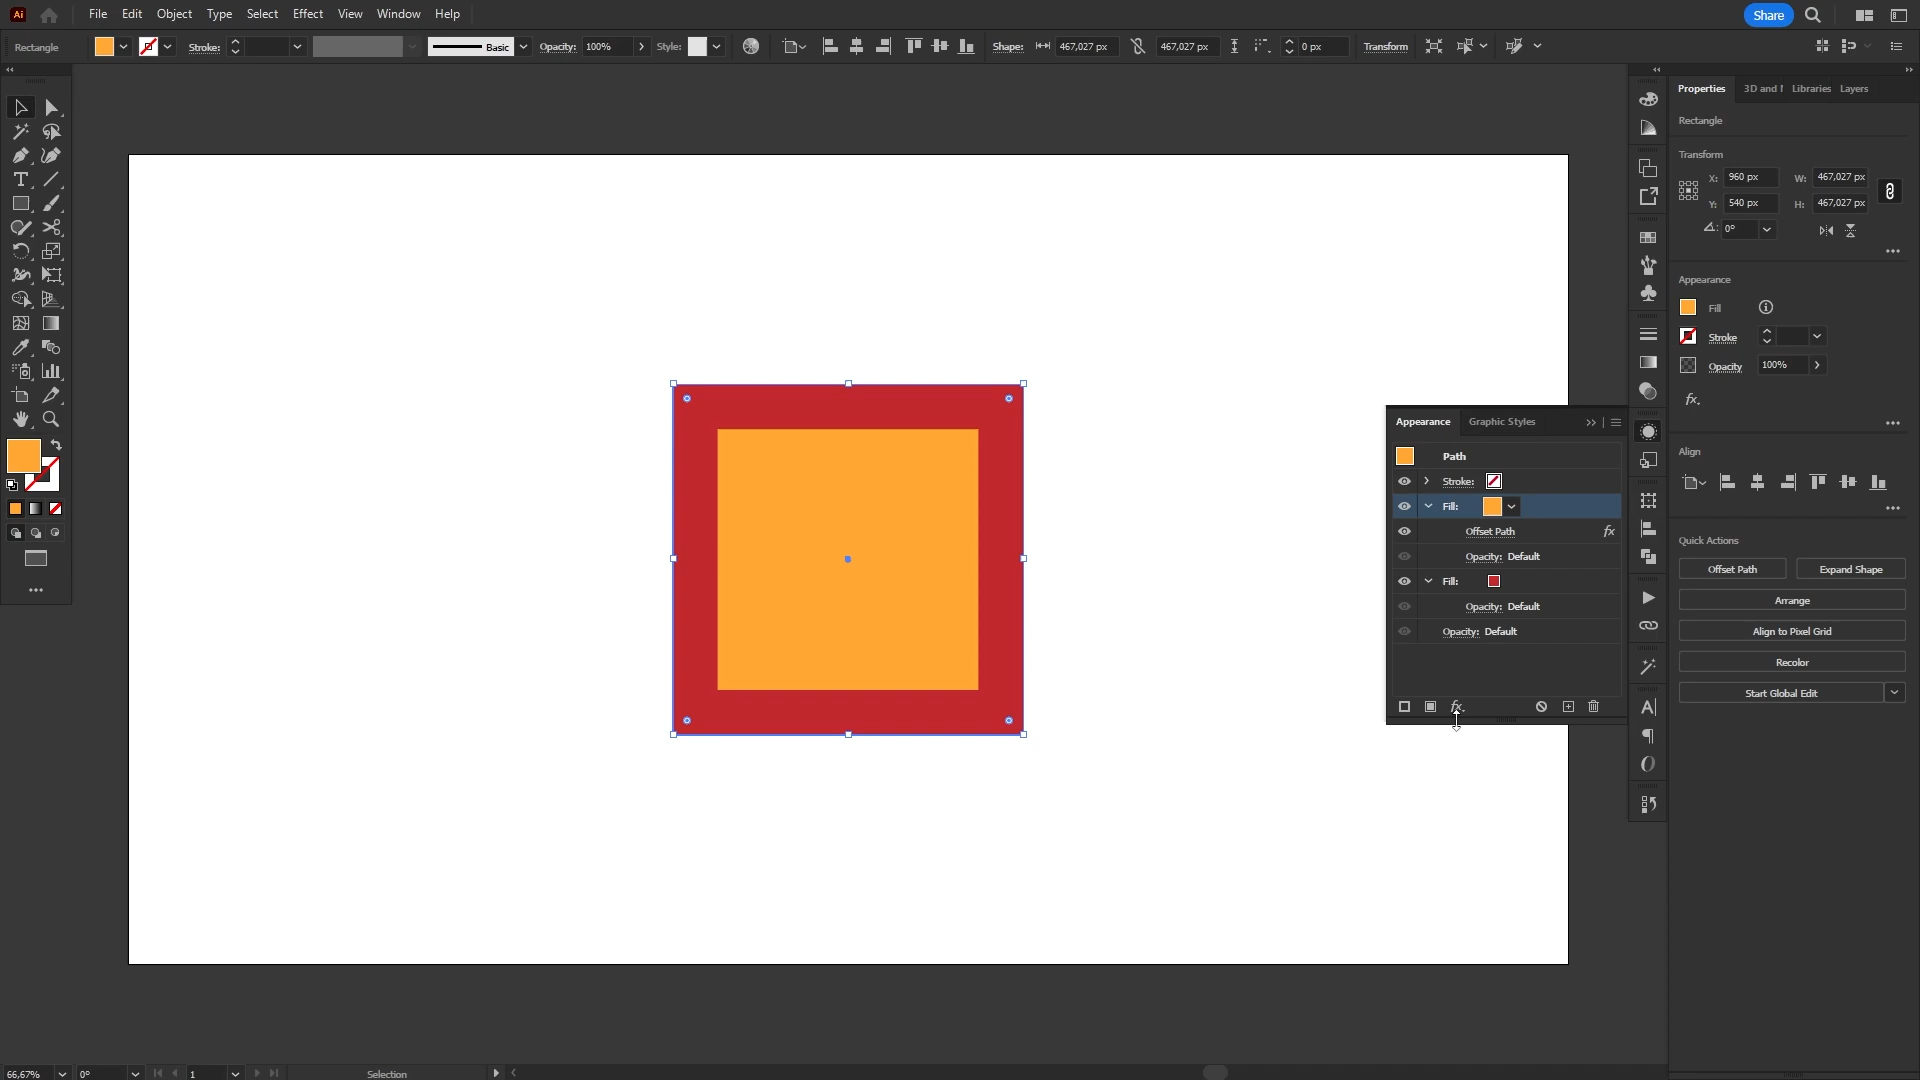 Ai File Edit Object Type Select Effect View Window Help Share
Rectangle Stroke: Basic Opacity: 100% Style: Shape: 467,027 px 467,027 px 0 px Transform
Properties 3D and M Libraries Layers
Rectangle
Transform
X: 960 px W: 467,027 px
Y: 540 px H: 467,027 px
0°
Appearance
Fill
Stroke
Opacity 100%
fx.
Align
Quick Actions
Offset Path Expand Shape
Arrange
Align to Pixel Grid
Recolor
Start Global Edit
Appearance Graphic Styles
Path
Stroke:
Fill:
Offset Path fx
Opacity: Default
Fill:
Opacity: Default
Opacity: Default
fx.
66,67% 0° 1 Selection